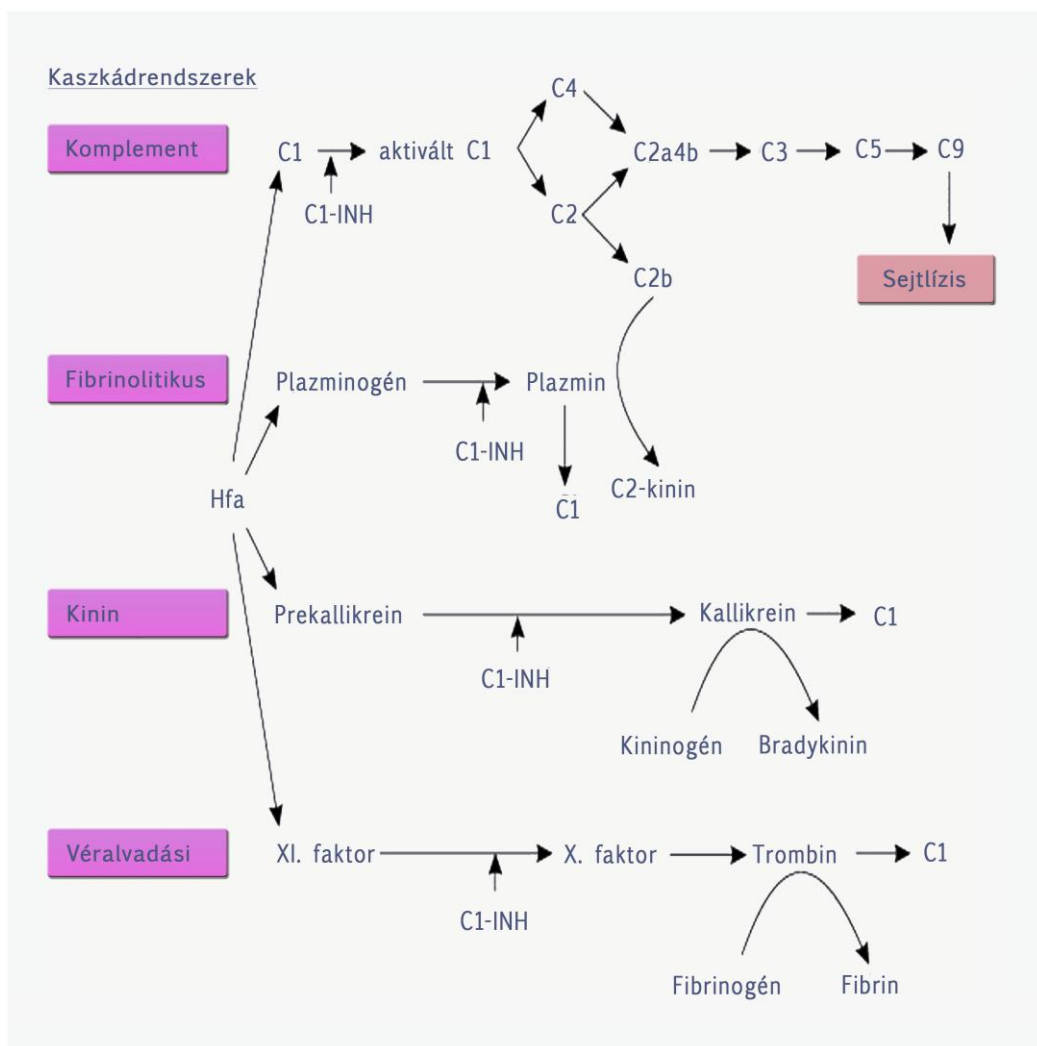 Kaszkádrendszerek
C4
Komplement C1 aktivált C1 C2a4b C3 C5 C9
C1-INH C2
C2b Sejtlízis
Fibrinolitikus Plazminogén Plazmin
C1-INH
Hfa C1 C2-kinin
Kinin Prekallikrein Kallikrein C1
C1-INH
Kininogén Bradykinin
Véralvadási XI. faktor X. faktor Trombin C1
C1-INH
Fibrinogén Fibrin